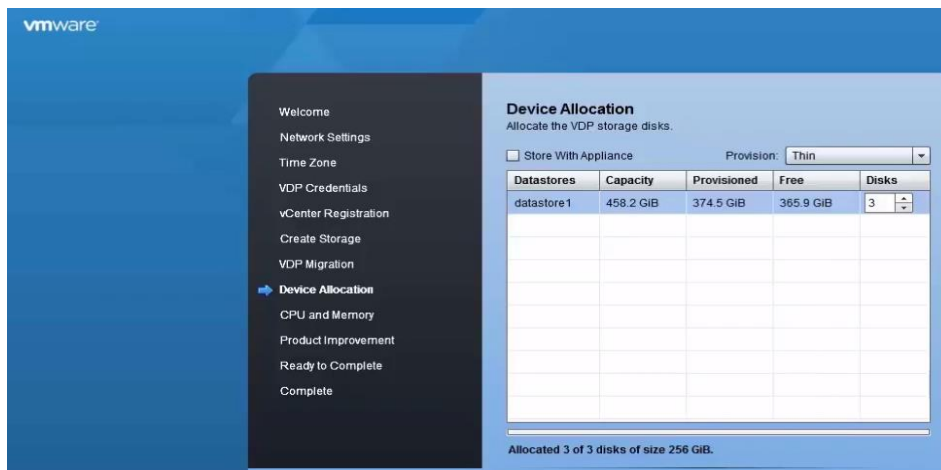 vmware
Welcome
Network Settings
Time Zone
VDP Credentials
vCenter Registration
Create Storage
VDP Migration
Device Allocation
CPU and Memory
Product Improvement
Ready to Complete
Complete
Device Allocation
Allocate the VDP storage disks.
Store With Appliance Provision: Thin
Datastores Capacity Provisioned Free Disks
datastore1 458.2 GiB 374.5 GiB 365.9 GiB 3
Allocated 3 of 3 disks of size 256 GiB.